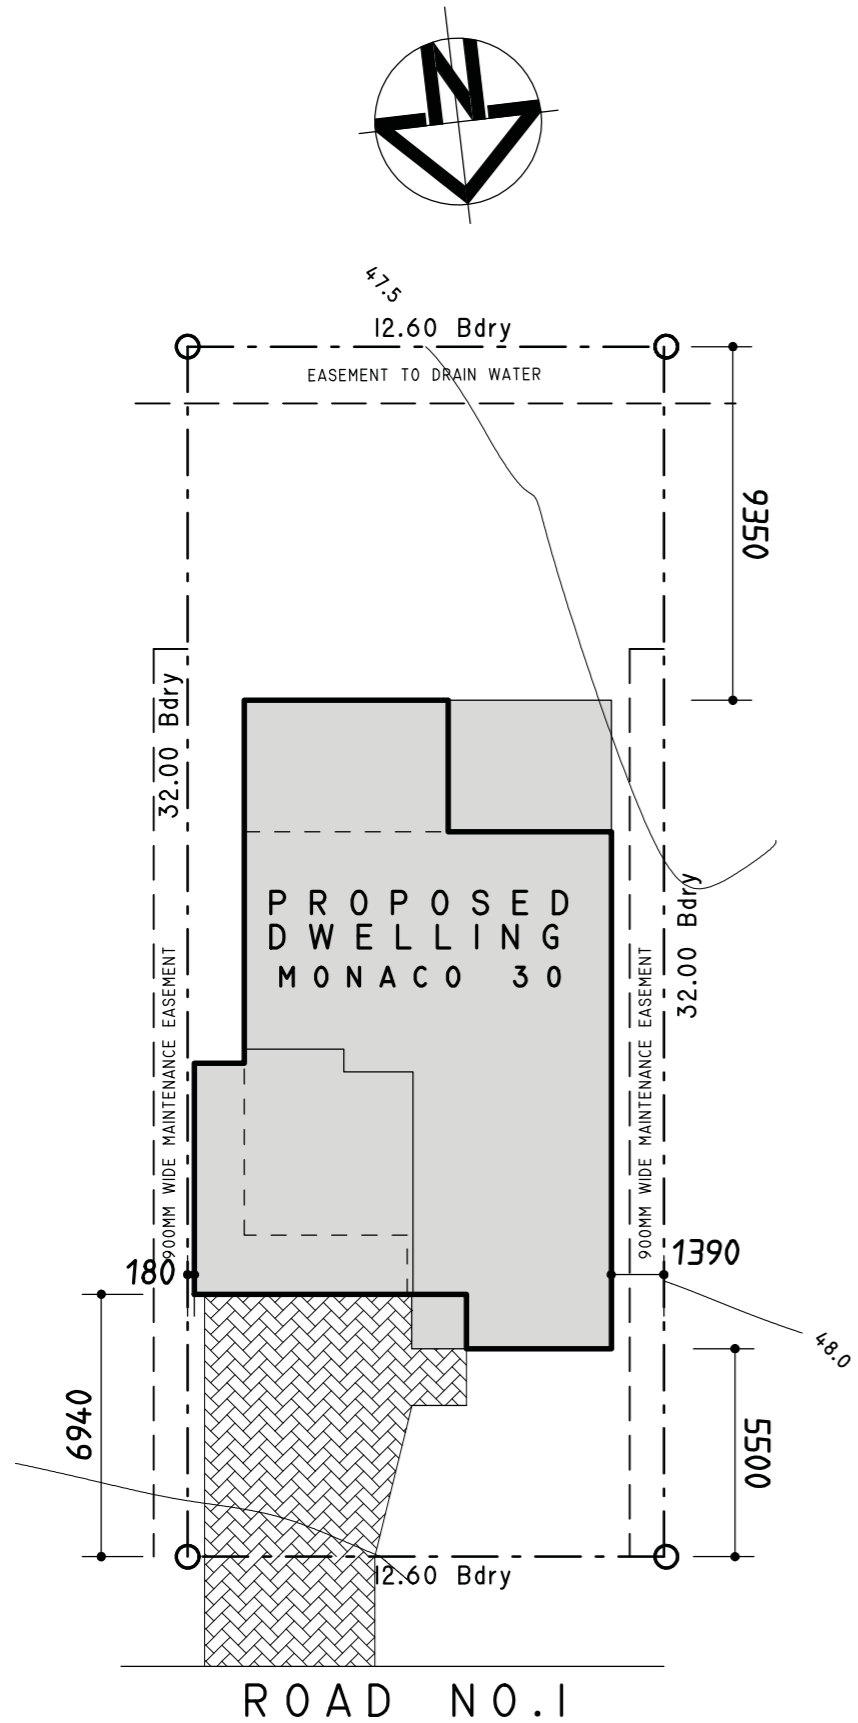 N
47.5
12.60 Bdry
EASEMENT TO DRAIN WATER
9350
32.00 Bdry
PROPOSED
DWELLING
MONACO 30
32.00 Bdry
900MM WIDE MAINTENANCE EASEMENT
900MM WIDE MAINTENANCE EASEMENT
180
1390
48.0
6940
5500
12.60 Bdry
ROAD NO.1